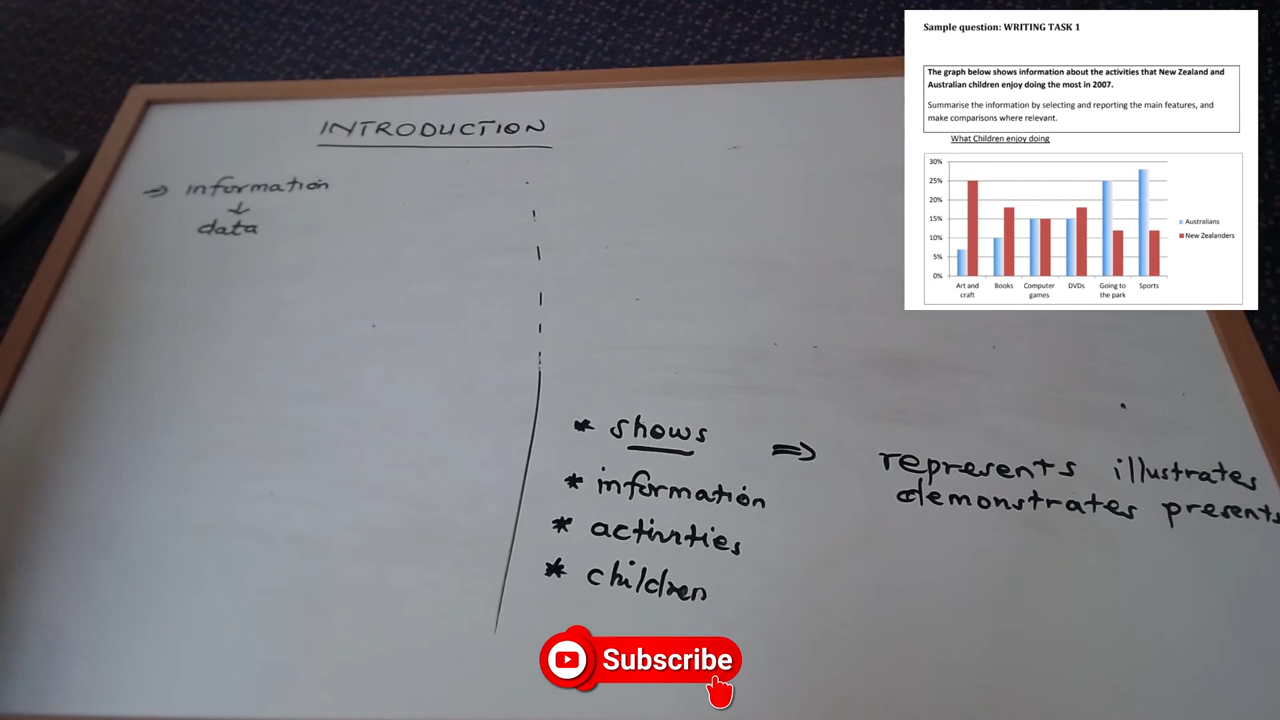 INTRODUCTION
⇒ information
↓
data
* shows ⇒ represents illustrates
demonstrates presents
* information
* activities
* children
Subscribe
Sample question: WRITING TASK 1
The graph below shows information about the activities that New Zealand and
Australian children enjoy doing the most in 2007.
Summarise the information by selecting and reporting the main features, and
make comparisons where relevant.
What Children enjoy doing
30%
25%
20%
15%
10%
5%
0%
Art and craft
Books
Computer games
DVDs
Going to the park
Sports
Australians
New Zealanders